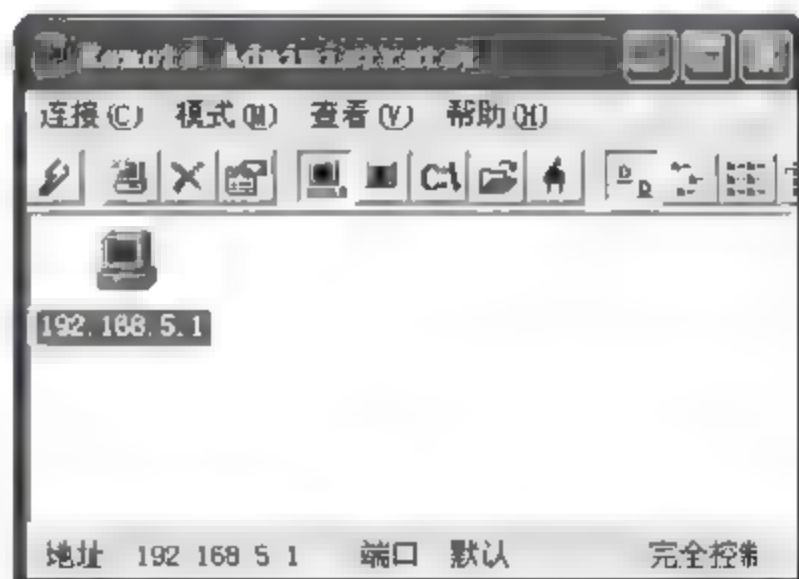 Remote Administrator
连接(C) 模式(M) 查看(V) 帮助(H)
C:\
192.168.5.1
地址 192 168 5 1 端口 默认 完全控制